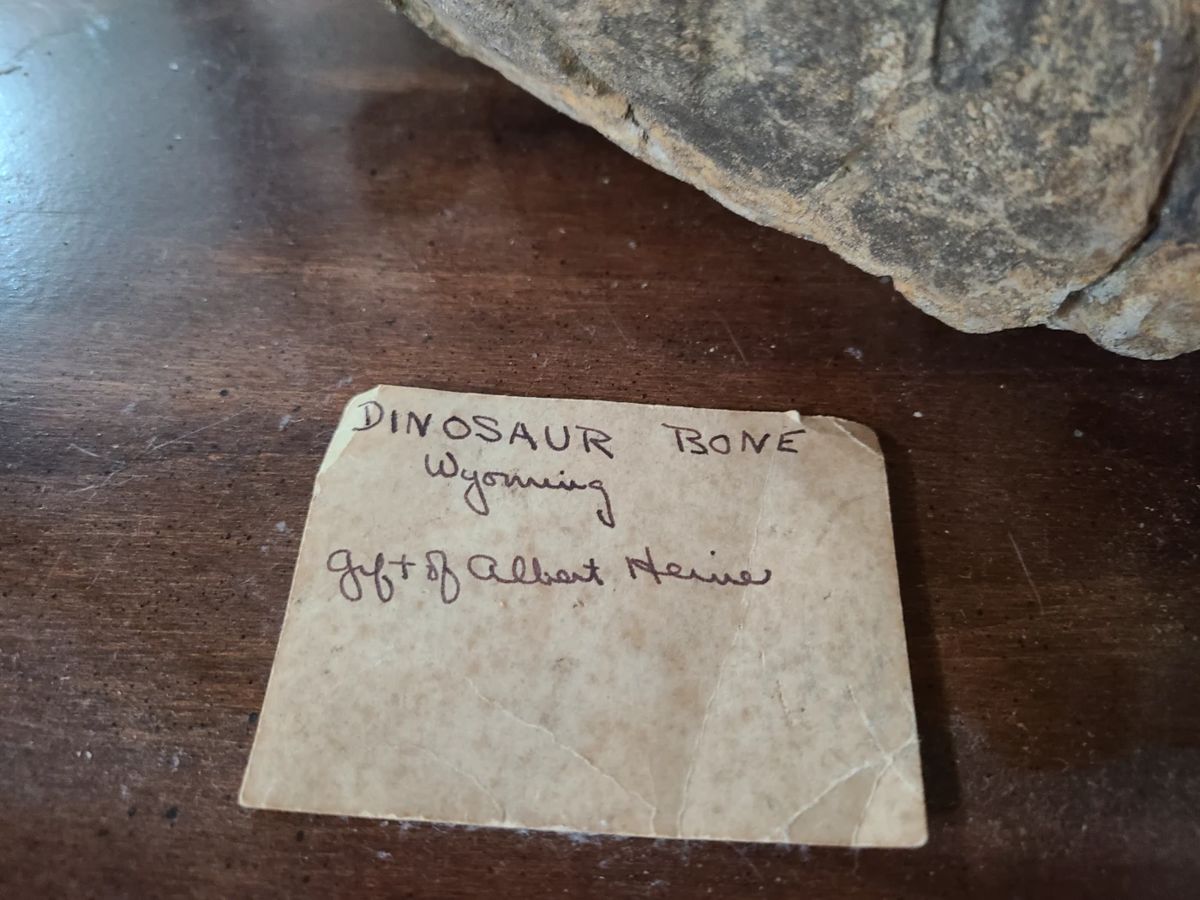 DINOSAUR BONE
Wyoming
Gift of Albert Heine